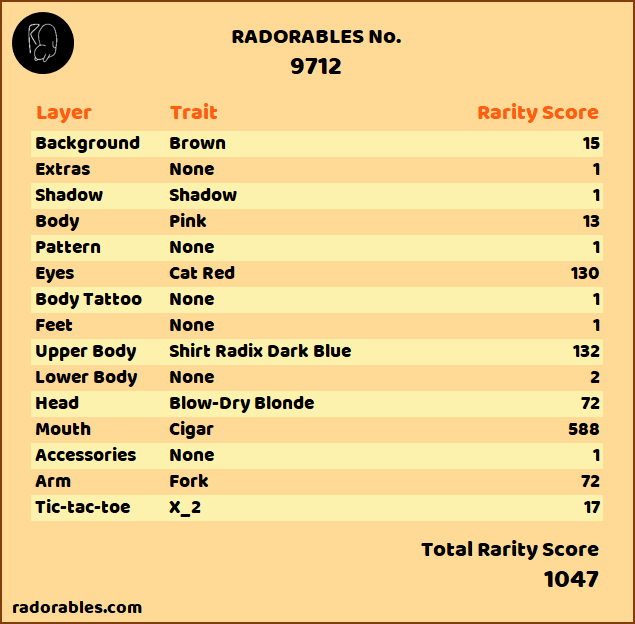 RADORABLES No.
9712
Layer Trait Rarity Score
Background Brown 15
Extras None 1
Shadow Shadow 1
Body Pink 13
Pattern None 1
Eyes Cat Red 130
Body Tattoo None 1
Feet None 1
Upper Body Shirt Radix Dark Blue 132
Lower Body None 2
Head Blow-Dry Blonde 72
Mouth Cigar 588
Accessories None 1
Arm Fork 72
Tic-tac-toe X_2 17
Total Rarity Score
1047
radorables.com